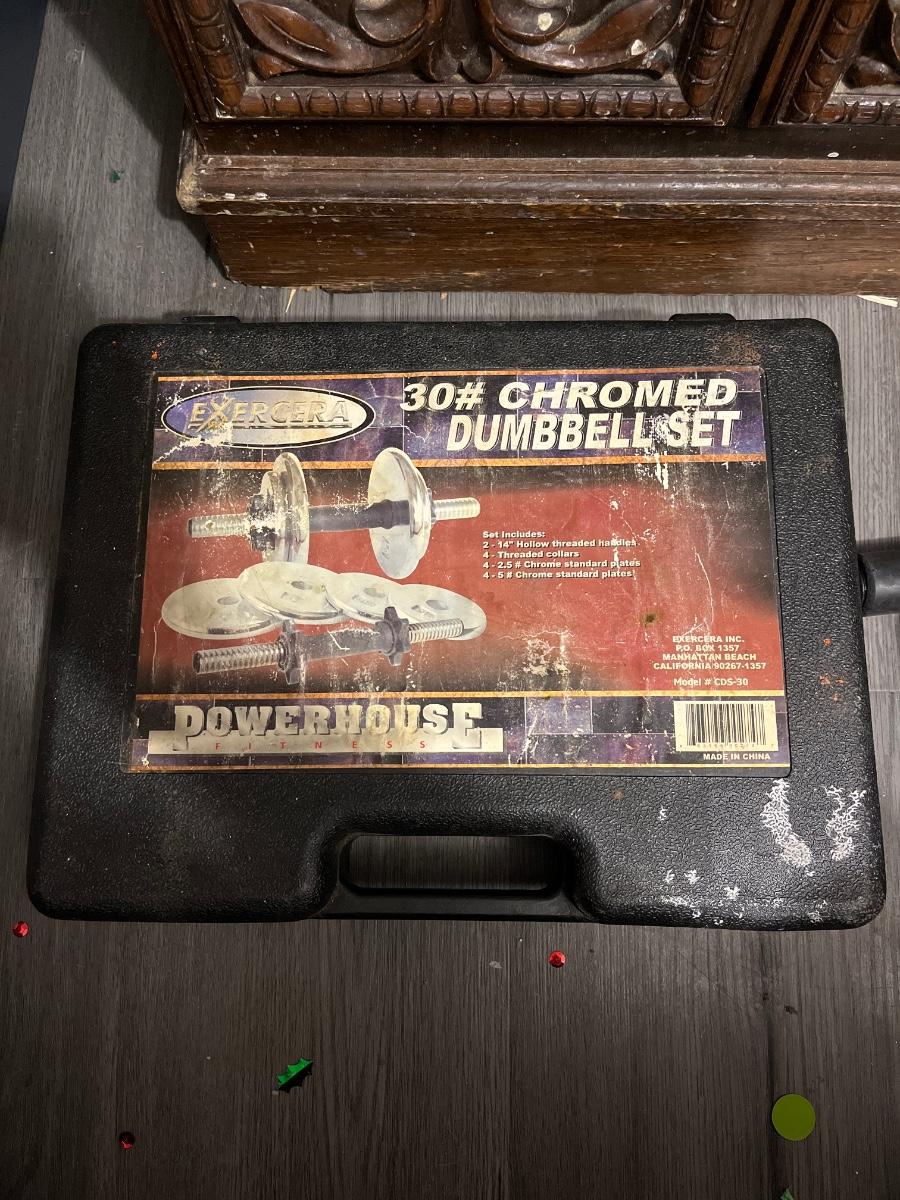 EXERCERA
30# CHROMED
DUMBBELL SET
Set Includes:
2 - 14" Hollow threaded handles
4 - Threaded collars
4 - 2.5 # Chrome standard plates
4 - 5 # Chrome standard plates
EXERCERA INC.
P.O. BOX 1357
MANHATTAN BEACH
CALIFORNIA 90267-1357
Model # CDS-30
POWERHOUSE
FITNESS
MADE IN CHINA